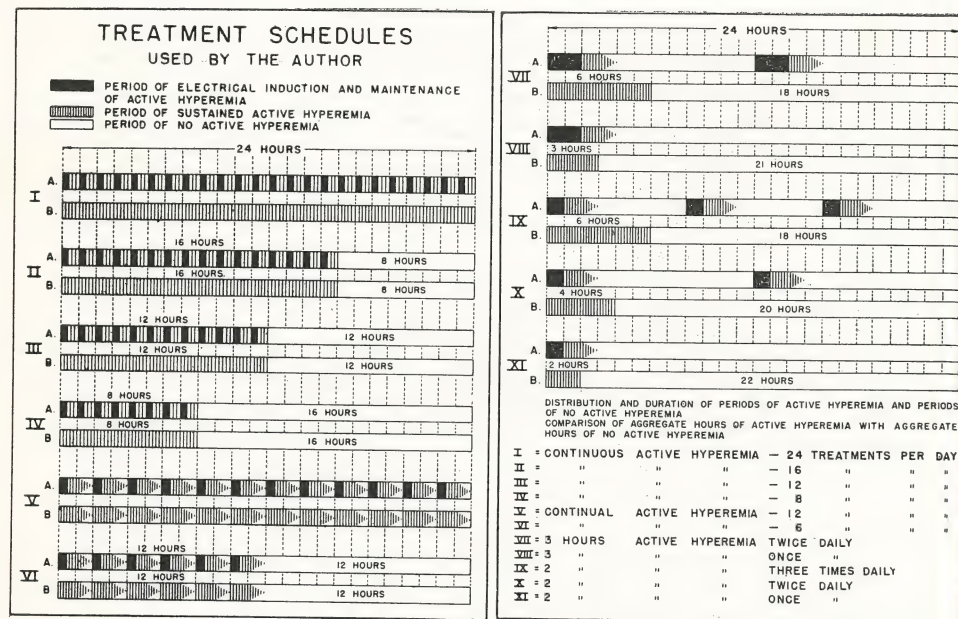 TREATMENT SCHEDULES
USED BY THE AUTHOR
PERIOD OF ELECTRICAL INDUCTION AND MAINTENANCE
OF ACTIVE HYPEREMIA
PERIOD OF SUSTAINED ACTIVE HYPEREMIA
PERIOD OF NO ACTIVE HYPEREMIA
24 HOURS
I
A.
B.
16 HOURS
II
A.
8 HOURS
16 HOURS
B.
8 HOURS
12 HOURS
III
A.
12 HOURS
12 HOURS
B.
12 HOURS
8 HOURS
IV
A.
16 HOURS
8 HOURS
B
16 HOURS
V
A.
B
12 HOURS
VI
A.
12 HOURS
12 HOURS
B
12 HOURS
24 HOURS
VII
A.
6 HOURS
B.
18 HOURS
VIII
A.
3 HOURS
B.
21 HOURS
IX
A.
6 HOURS
B.
18 HOURS
X
A.
4 HOURS
B.
20 HOURS
XI
A.
2 HOURS
B.
22 HOURS
DISTRIBUTION AND DURATION OF PERIODS OF ACTIVE HYPEREMIA AND PERIODS
OF NO ACTIVE HYPEREMIA
COMPARISON OF AGGREGATE HOURS OF ACTIVE HYPEREMIA WITH AGGREGATE
HOURS OF NO ACTIVE HYPEREMIA
I = CONTINUOUS ACTIVE HYPEREMIA — 24 TREATMENTS PER DAY
II = " " " — 16 " " "
III = " " " — 12 " " "
IV = " " " — 8 " " "
V = CONTINUAL ACTIVE HYPEREMIA — 12 " " "
VI = " " " — 6 " " "
VII = 3 HOURS ACTIVE HYPEREMIA TWICE DAILY
VIII = 3 " " " ONCE "
IX = 2 " " " THREE TIMES DAILY
X = 2 " " " TWICE DAILY
XI = 2 " " " ONCE "